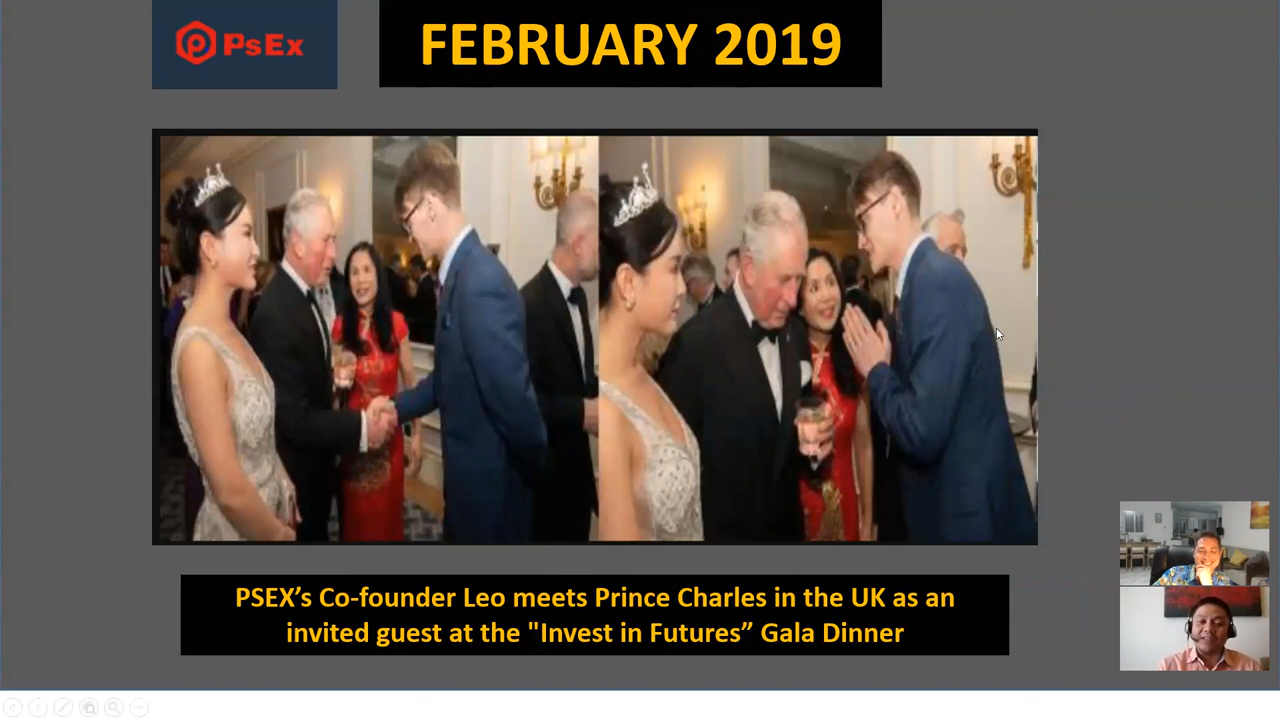 PsEx
FEBRUARY 2019
PSEX’s Co-founder Leo meets Prince Charles in the UK as an
invited guest at the "Invest in Futures” Gala Dinner